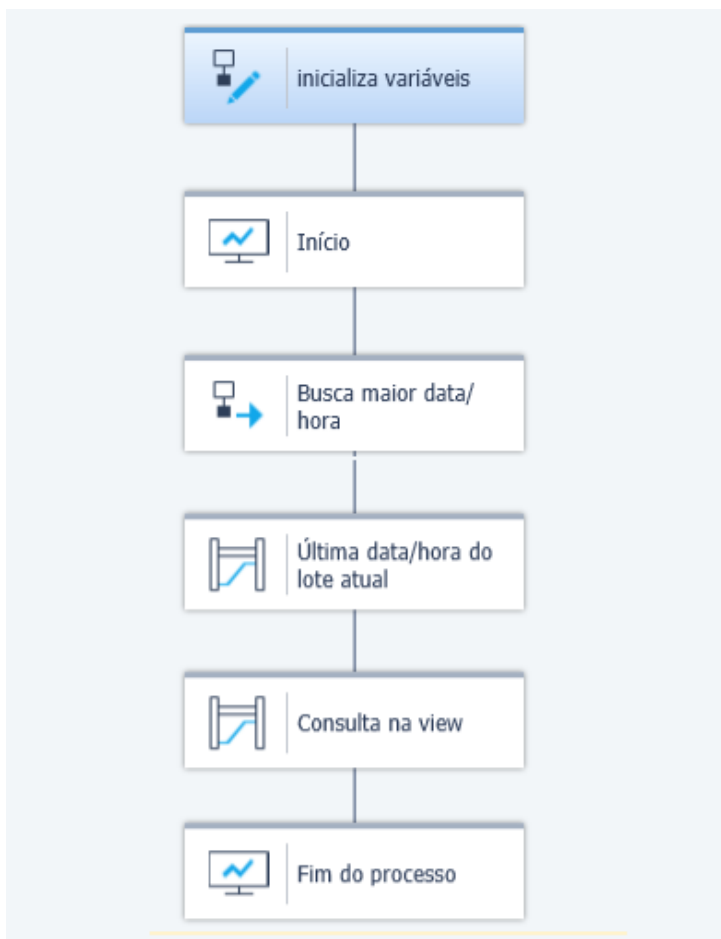 inicializa variáveis
Início
Busca maior data/
hora
Última data/hora do
lote atual
Consulta na view
Fim do processo